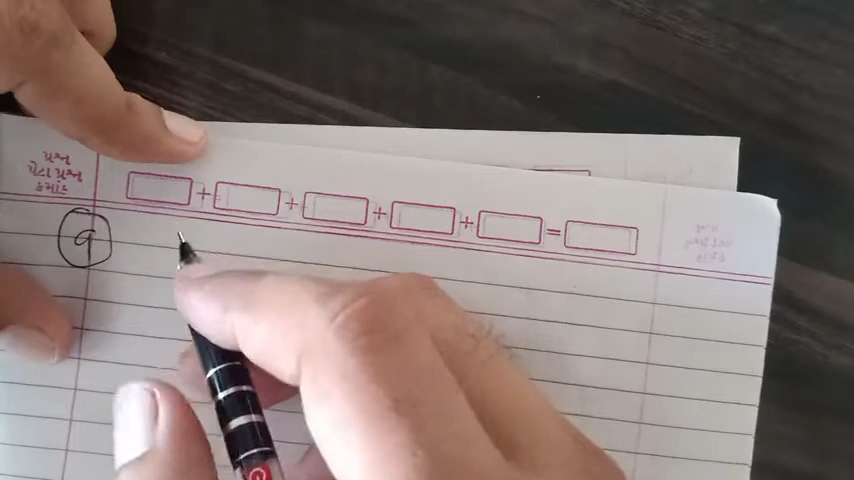 પ્રશ્ન
પેટા પ્રશ્ન
ક્રમાંક
+ + + + =
૧